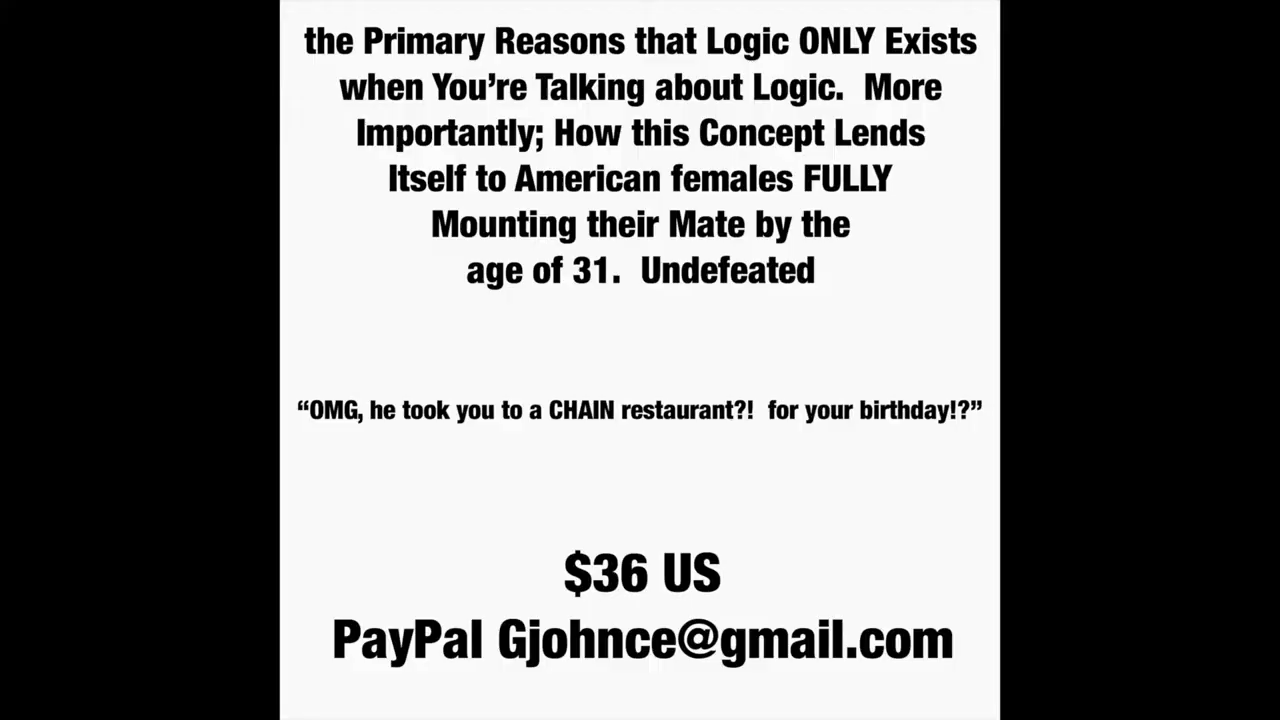 the Primary Reasons that Logic ONLY Exists
when You’re Talking about Logic.  More
Importantly; How this Concept Lends
Itself to American females FULLY
Mounting their Mate by the
age of 31.  Undefeated
“OMG, he took you to a CHAIN restaurant?!  for your birthday!?”
$36 US
PayPal Gjohnce@gmail.com